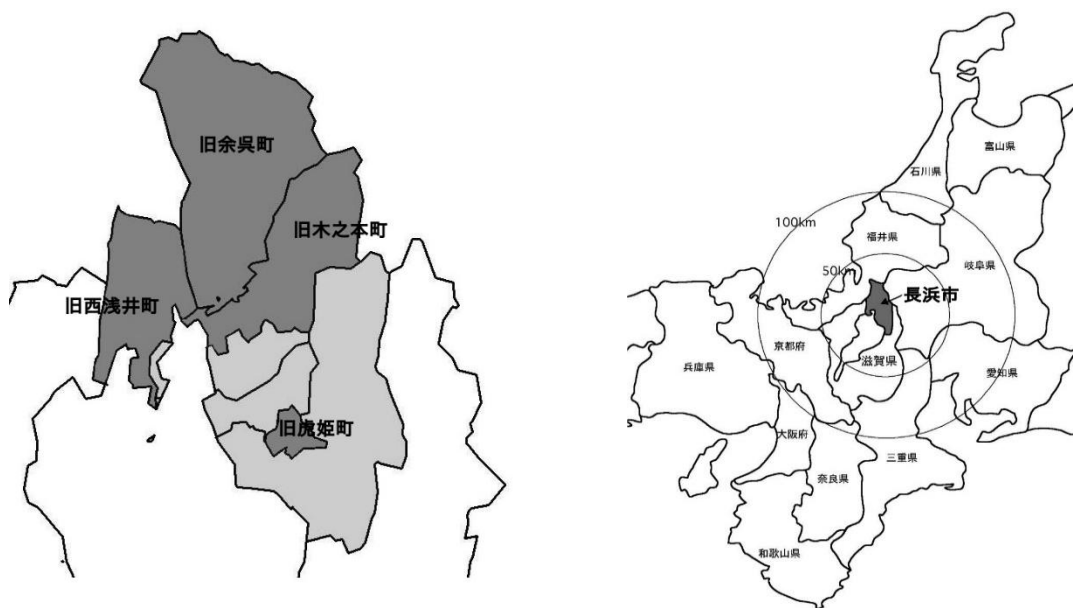 旧余呉町
旧木之本町
旧西浅井町
旧虎姫町
富山県
石川県
100km
福井県
50km
岐阜県
長浜市
京都府
兵庫県
滋賀県
愛知県
大阪府
三重県
奈良県
和歌山県